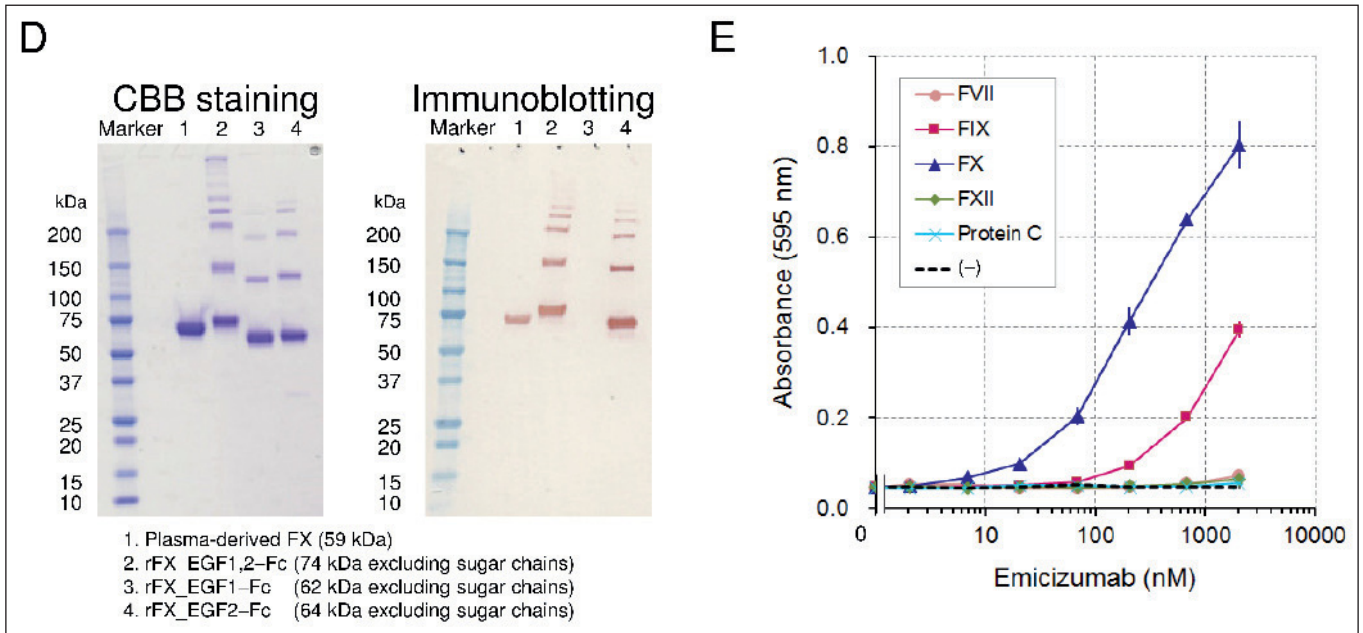 D
CBB staining
Marker 1 2 3 4
kDa
200
150
100
75
50
37
25
20
15
10
Immunoblotting
Marker 1 2 3 4
kDa
200
150
100
75
50
37
25
20
15
10
1. Plasma-derived FX (59 kDa)
2. rFX_EGF1,2-Fc (74 kDa excluding sugar chains)
3. rFX_EGF1-Fc (62 kDa excluding sugar chains)
4. rFX_EGF2-Fc (64 kDa excluding sugar chains)
E
Absorbance (595 nm)
1.0
0.8
0.6
0.4
0.2
0.0
FVII
FIX
FX
FXII
Protein C
(-)
0 10 100 1000 10000
Emicizumab (nM)